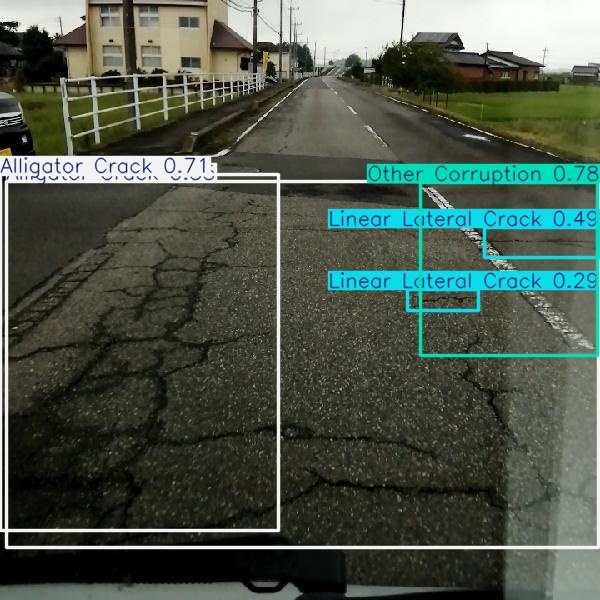 Alligator Crack 0.71
Other Corruption 0.78
Linear Lateral Crack 0.49
Linear Lateral Crack 0.29